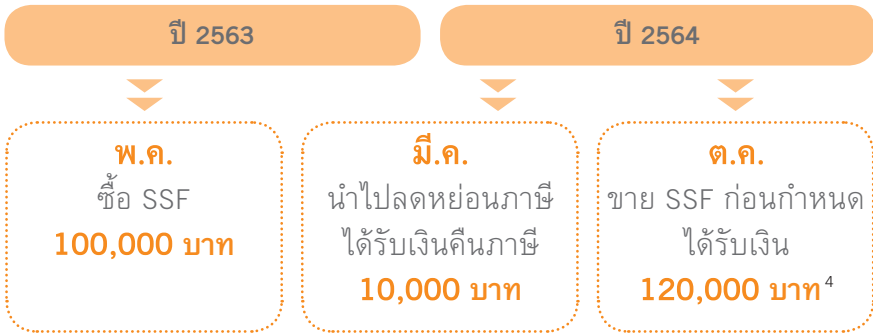 ปี 2563
ปี 2564
พ.ค.
ซื้อ SSF
100,000 บาท
มี.ค.
นำไปลดหย่อนภาษี
ได้รับเงินคืนภาษี
10,000 บาท
ต.ค.
ขาย SSF ก่อนกำหนด
ได้รับเงิน
120,000 บาท 4